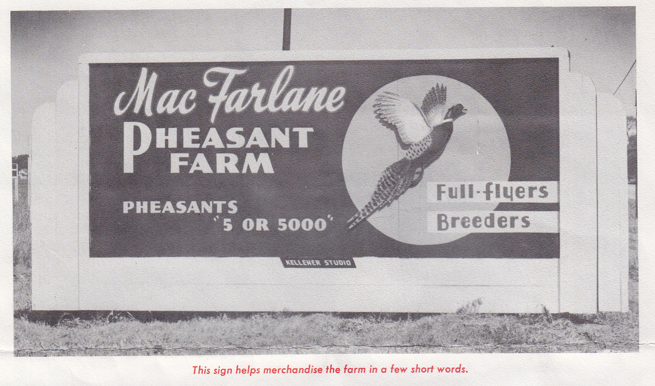 Mac Farlane
PHEASANT
FARM
PHEASANTS
"5 OR 5000"
Full-flyers
Breeders
KELLEHER STUDIO
This sign helps merchandise the farm in a few short words.